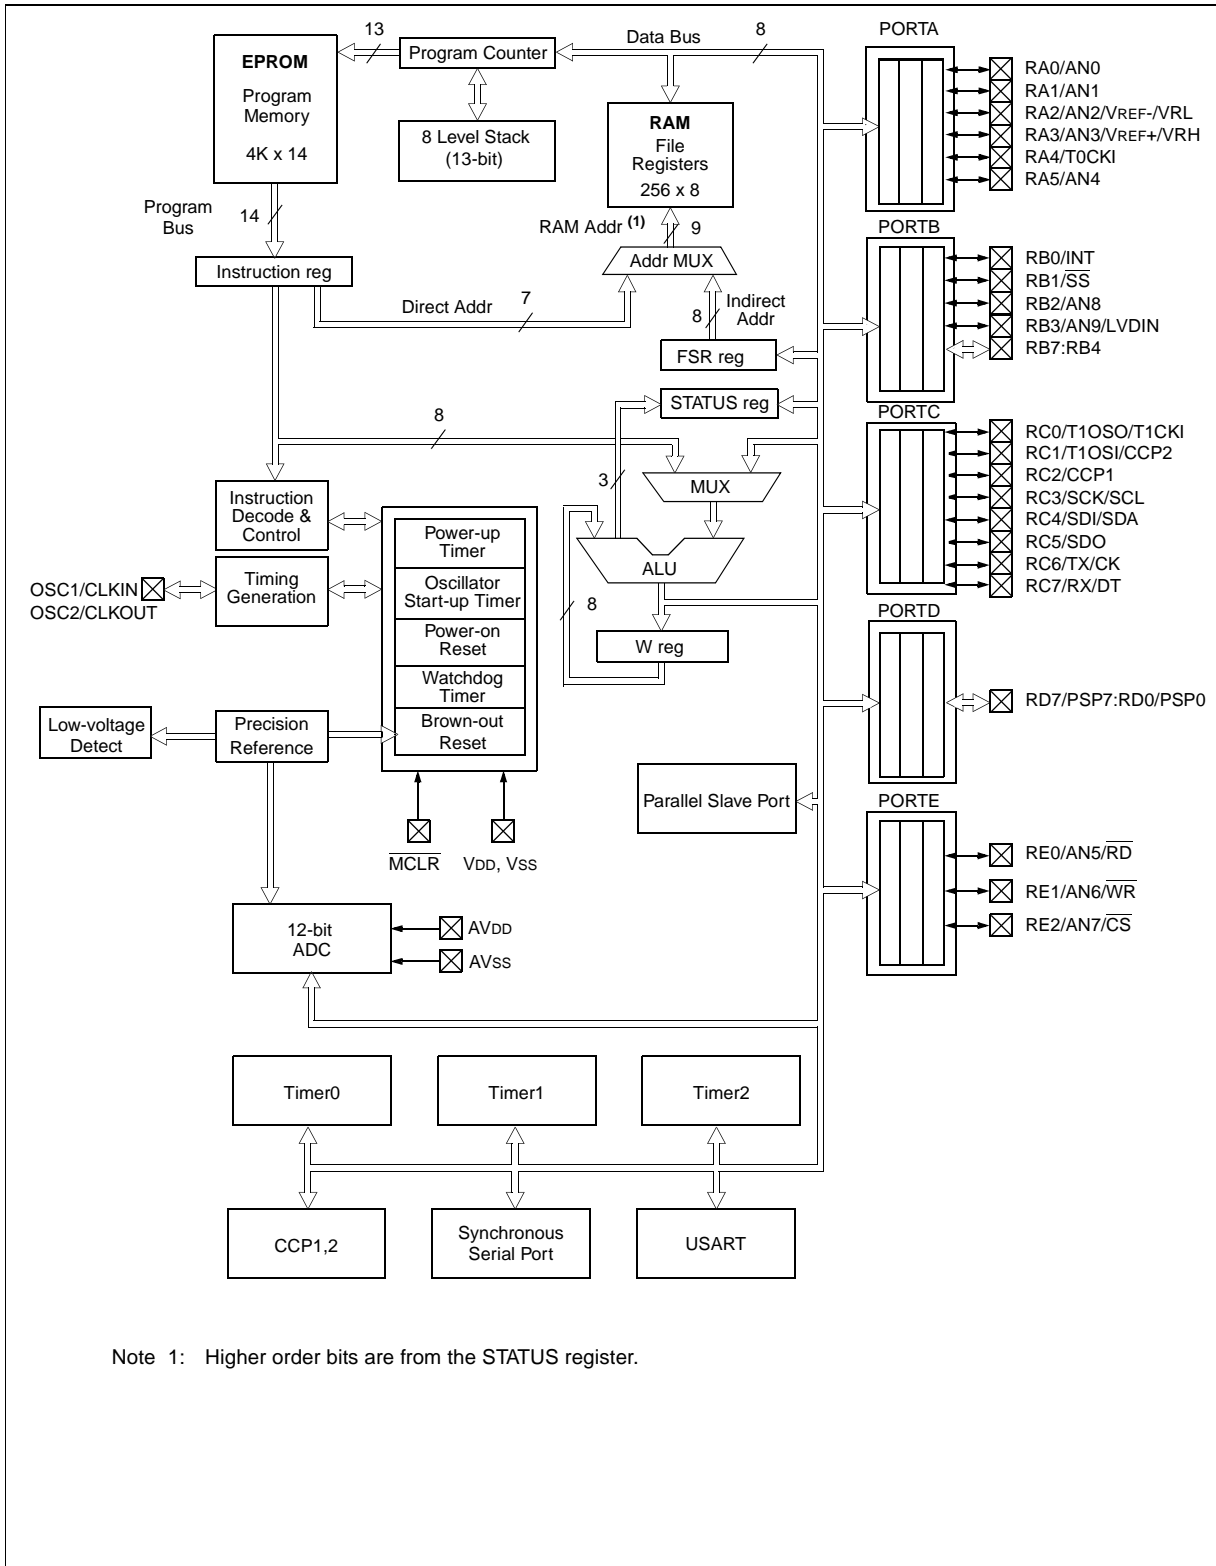 EPROM
Program
Memory
4K x 14
13
Program Counter
8 Level Stack
(13-bit)
Data Bus
8
RAM
File
Registers
256 x 8
RAM Addr (1)
9
Addr MUX
Program
Bus
14
Instruction reg
Direct Addr
7
8
Indirect
Addr
FSR reg
STATUS reg
8
3
MUX
ALU
8
W reg
Instruction
Decode &
Control
Timing
Generation
OSC1/CLKIN
OSC2/CLKOUT
Power-up
Timer
Oscillator
Start-up Timer
Power-on
Reset
Watchdog
Timer
Brown-out
Reset
Low-voltage
Detect
Precision
Reference
MCLR
VDD, VSS
Parallel Slave Port
12-bit
ADC
AVDD
AVSS
Timer0
Timer1
Timer2
CCP1,2
Synchronous
Serial Port
USART
PORTA
RA0/AN0
RA1/AN1
RA2/AN2/VREF-/VRL
RA3/AN3/VREF+/VRH
RA4/T0CKI
RA5/AN4
PORTB
RB0/INT
RB1/SS
RB2/AN8
RB3/AN9/LVDIN
RB7:RB4
PORTC
RC0/T1OSO/T1CKI
RC1/T1OSI/CCP2
RC2/CCP1
RC3/SCK/SCL
RC4/SDI/SDA
RC5/SDO
RC6/TX/CK
RC7/RX/DT
PORTD
RD7/PSP7:RD0/PSP0
PORTE
RE0/AN5/RD
RE1/AN6/WR
RE2/AN7/CS
Note 1: Higher order bits are from the STATUS register.